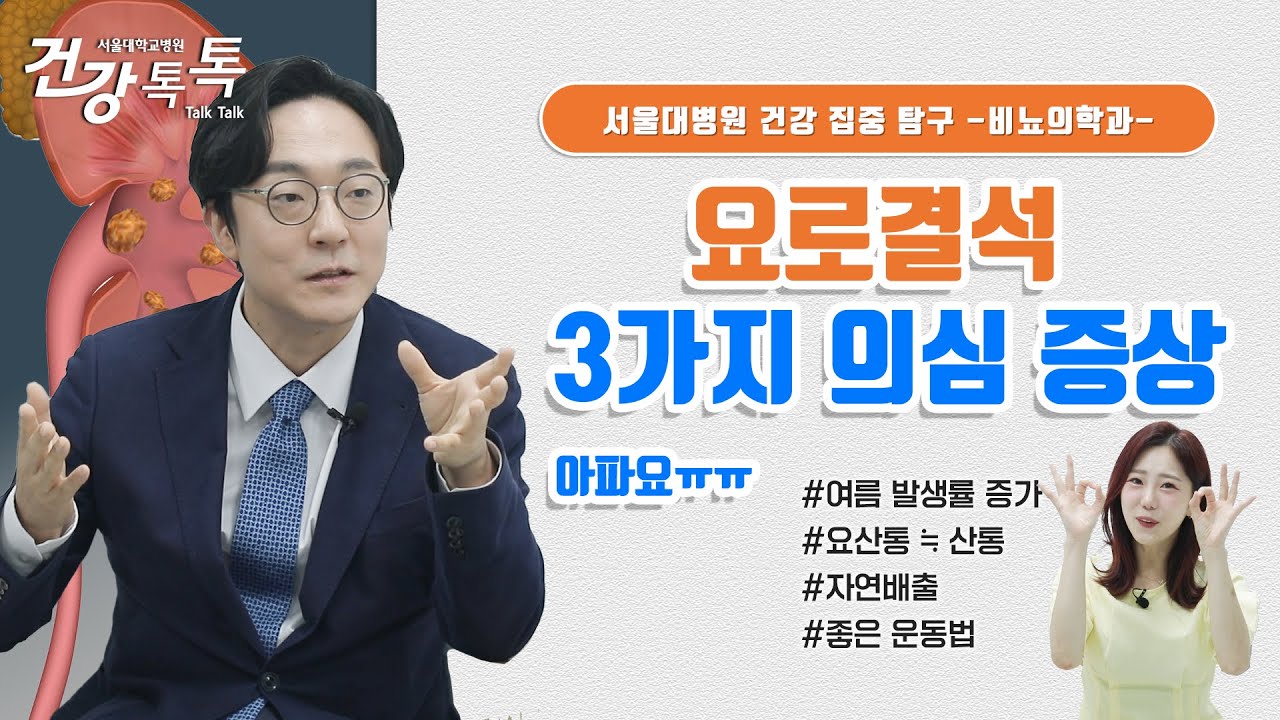 서울대학교병원
건강톡톡
Talk Talk
서울대병원 건강 집중 탐구 -비뇨의학과-
요로결석
3가지 의심 증상
아파요ㅠㅠ
#여름 발생률 증가
#요산통 ≒ 산통
#자연배출
#좋은 운동법